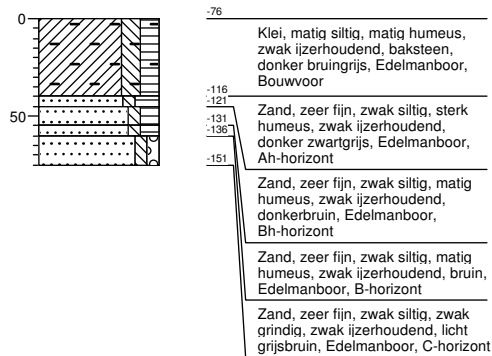 0
50
-76
Klei, matig siltig, matig humeus,
zwak ijzerhoudend, baksteen,
donker bruingrijs, Edelmanboor,
Bouwvoor
-116
-121
Zand, zeer fijn, zwak siltig, sterk
humeus, zwak ijzerhoudend,
donker zwartgrijs, Edelmanboor,
Ah-horizont
-131
-136
Zand, zeer fijn, zwak siltig, matig
humeus, zwak ijzerhoudend,
donkerbruin, Edelmanboor,
Bh-horizont
-151
Zand, zeer fijn, zwak siltig, matig
humeus, zwak ijzerhoudend, bruin,
Edelmanboor, B-horizont
Zand, zeer fijn, zwak siltig, zwak
grindig, zwak ijzerhoudend, licht
grijsbruin, Edelmanboor, C-horizont